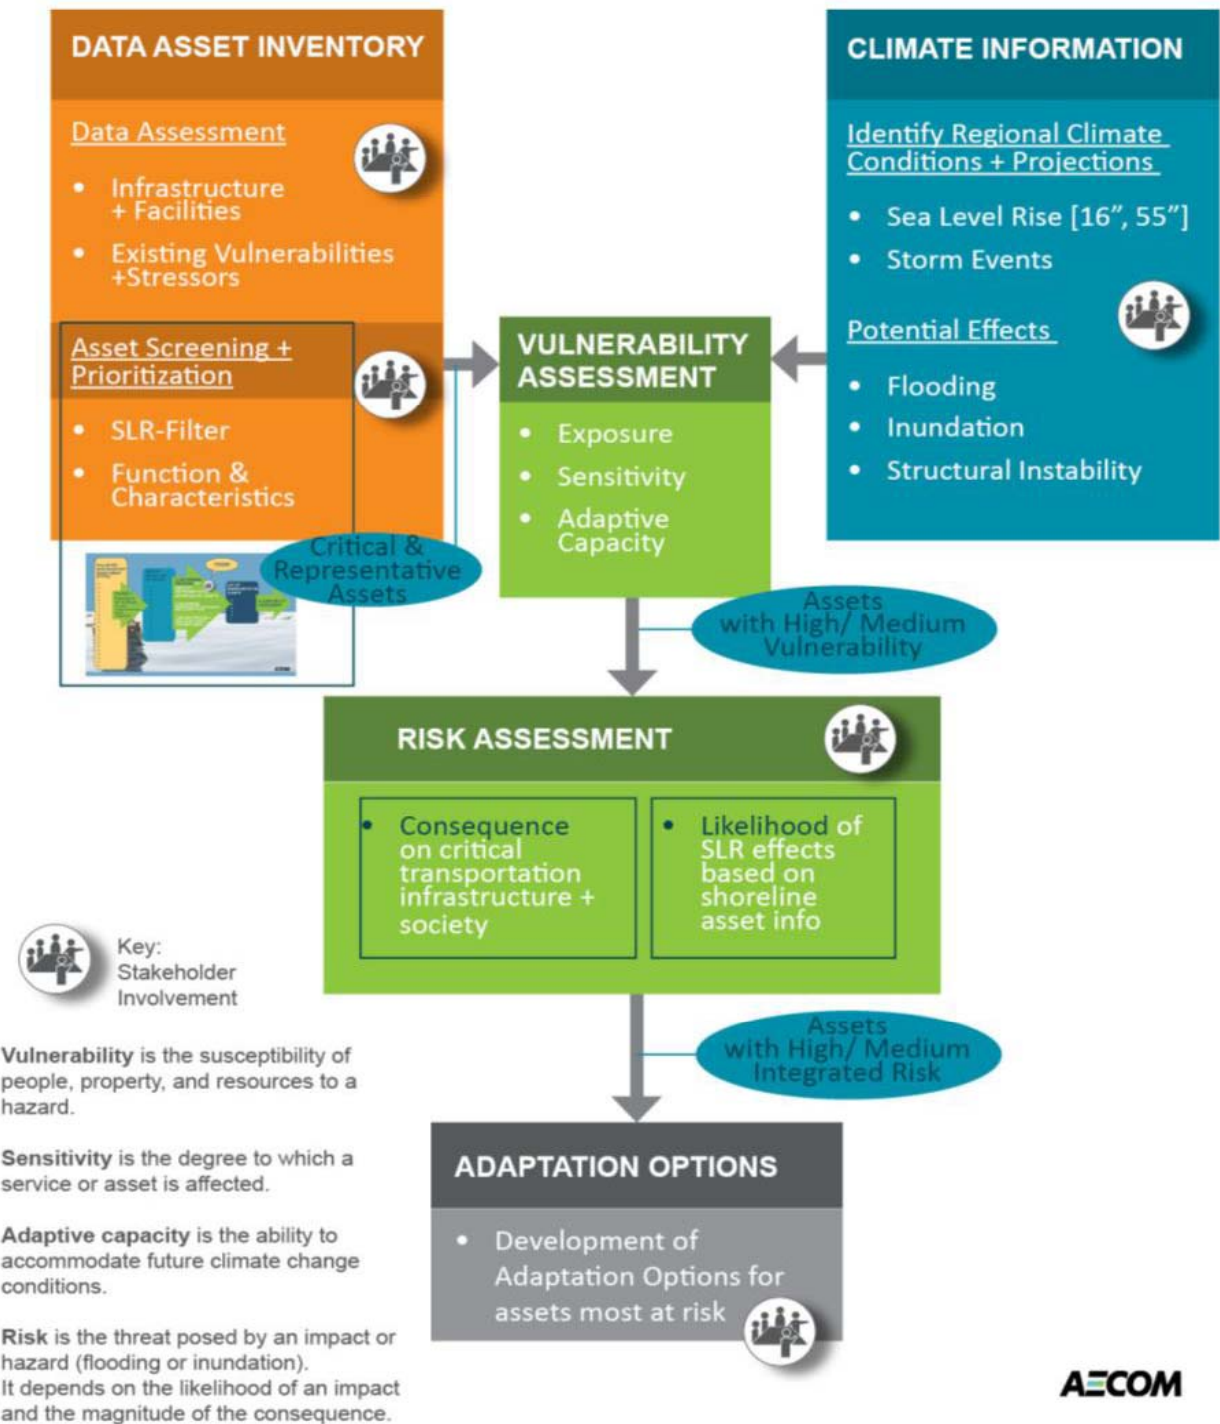 DATA ASSET INVENTORY
Data Assessment
• Infrastructure
+ Facilities
• Existing Vulnerabilities
+Stressors
Asset Screening +
Prioritization
• SLR-Filter
• Function &
Characteristics
Critical &
Representative
Assets
CLIMATE INFORMATION
Identify Regional Climate
Conditions + Projections
• Sea Level Rise [16”, 55”]
• Storm Events
Potential Effects
• Flooding
• Inundation
• Structural Instability
VULNERABILITY
ASSESSMENT
• Exposure
• Sensitivity
• Adaptive
Capacity
Assets
with High/ Medium
Vulnerability
RISK ASSESSMENT
• Consequence
on critical
transportation
infrastructure +
society
• Likelihood of
SLR effects
based on
shoreline
asset info
Assets
with High/ Medium
Integrated Risk
ADAPTATION OPTIONS
• Development of
Adaptation Options for
assets most at risk
Key:
Stakeholder
Involvement
Vulnerability is the susceptibility of
people, property, and resources to a
hazard.
Sensitivity is the degree to which a
service or asset is affected.
Adaptive capacity is the ability to
accommodate future climate change
conditions.
Risk is the threat posed by an impact or
hazard (flooding or inundation).
It depends on the likelihood of an impact
and the magnitude of the consequence.
AECOM